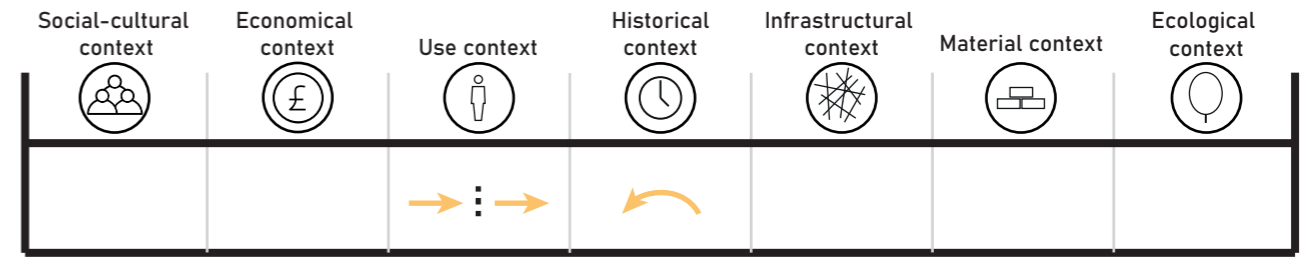 Social-cultural
context
Economical
context
Use context
Historical
context
Infrastructural
context
Material context
Ecological
context
£